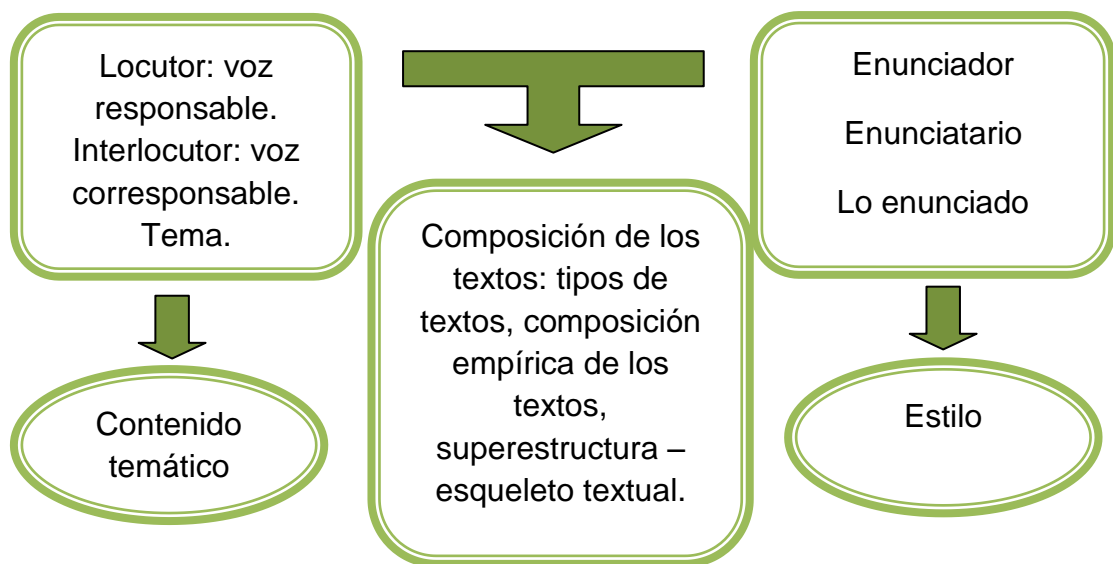 Locutor: voz
responsable.
Interlocutor: voz
corresponsable.
Tema.
Contenido
temático
Composición de los
textos: tipos de
textos, composición
empírica de los
textos,
superestructura –
esqueleto textual.
Enunciador
Enunciatario
Lo enunciado
Estilo